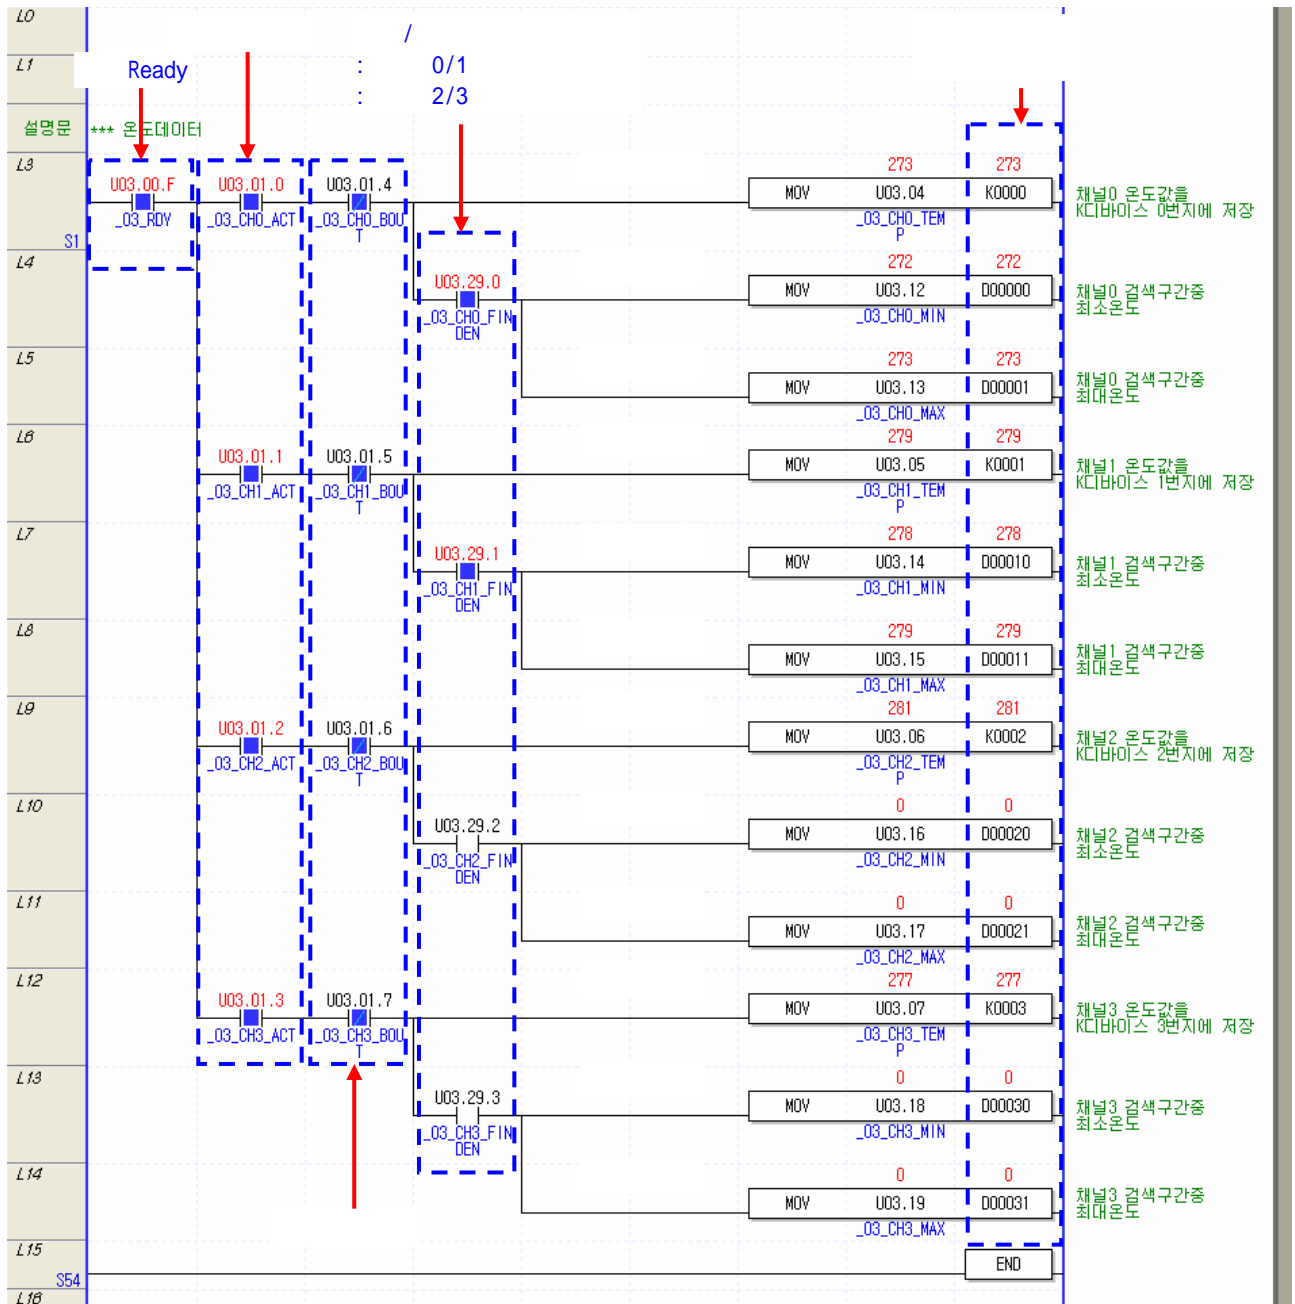 L0
/
L1
Ready : 0/1
: 2/3
설명문 *** 온도데이터
L3
273 273
U03.00.F U03.01.0 U03.01.4 MOV U03.04 K0000
_03_RDY _03_CH0_ACT _03_CH0_BOU
T
_03_CH0_TEM
P
채널0 온도값을
K디바이스 0번지에 저장
S1
L4
272 272
U03.29.0 MOV U03.12 D00000
_03_CH0_FIN
DEN
_03_CH0_MIN
채널0 검색구간중
최소온도
L5
273 273
MOV U03.13 D00001
_03_CH0_MAX
채널0 검색구간중
최대온도
L6
279 279
U03.01.1 U03.01.5 MOV U03.05 K0001
_03_CH1_ACT _03_CH1_BOU
T
_03_CH1_TEM
P
채널1 온도값을
K디바이스 1번지에 저장
L7
278 278
U03.29.1 MOV U03.14 D00010
_03_CH1_FIN
DEN
_03_CH1_MIN
채널1 검색구간중
최소온도
L8
279 279
MOV U03.15 D00011
_03_CH1_MAX
채널1 검색구간중
최대온도
L9
281 281
U03.01.2 U03.01.6 MOV U03.06 K0002
_03_CH2_ACT _03_CH2_BOU
T
_03_CH2_TEM
P
채널2 온도값을
K디바이스 2번지에 저장
L10
0 0
U03.29.2 MOV U03.16 D00020
_03_CH2_FIN
DEN
_03_CH2_MIN
채널2 검색구간중
최소온도
L11
0 0
MOV U03.17 D00021
_03_CH2_MAX
채널2 검색구간중
최대온도
L12
277 277
U03.01.3 U03.01.7 MOV U03.07 K0003
_03_CH3_ACT _03_CH3_BOU
T
_03_CH3_TEM
P
채널3 온도값을
K디바이스 3번지에 저장
L13
0 0
U03.29.3 MOV U03.18 D00030
_03_CH3_FIN
DEN
_03_CH3_MIN
채널3 검색구간중
최소온도
L14
0 0
MOV U03.19 D00031
_03_CH3_MAX
채널3 검색구간중
최대온도
L15
END
S54
L16